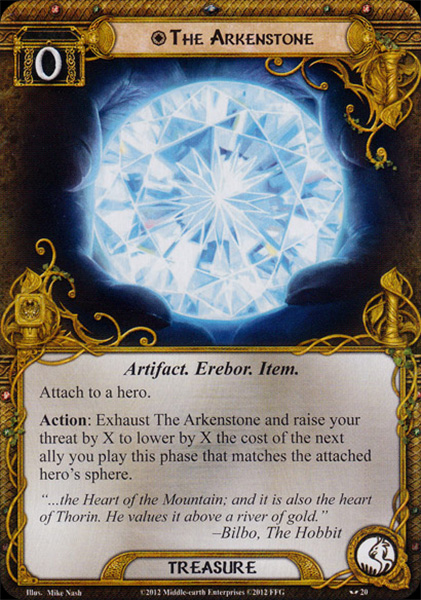 The Arkenstone
0
Artifact. Erebor. Item.
Attach to a hero.
Action: Exhaust The Arkenstone and raise your
threat by X to lower by X the cost of the next
ally you play this phase that matches the attached
hero's sphere.
"...the Heart of the Mountain; and it is also the heart
of Thorin. He values it above a river of gold."
–Bilbo, The Hobbit
TREASURE
Illus. Mike Nash ©2012 Middle-earth Enterprises ©2012 FFG 20